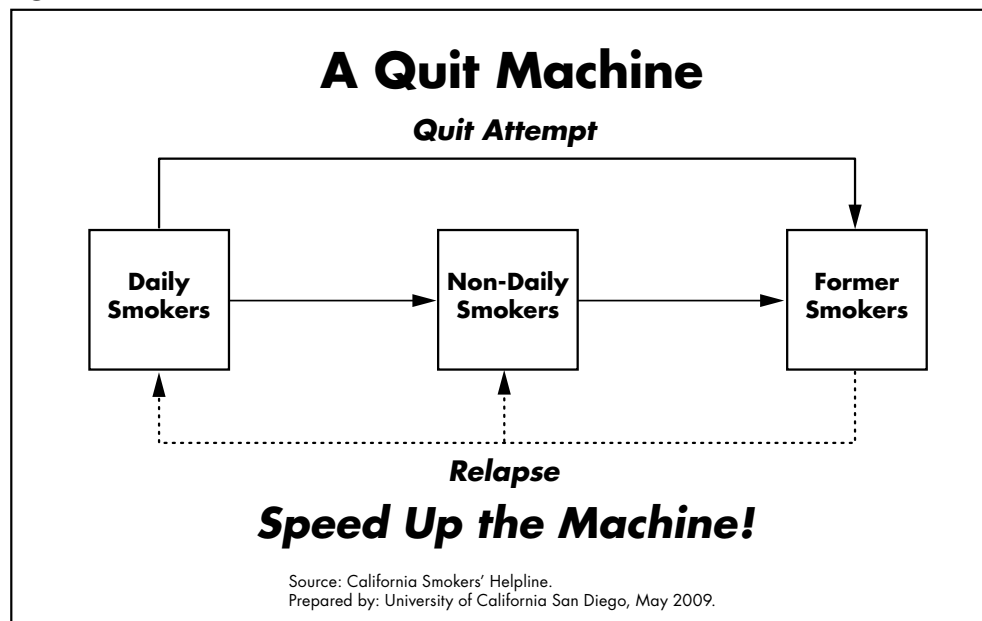 A Quit Machine
Quit Attempt
Daily
Smokers
Non-Daily
Smokers
Former
Smokers
Relapse
Speed Up the Machine!
Source: California Smokers’ Helpline.
Prepared by: University of California San Diego, May 2009.